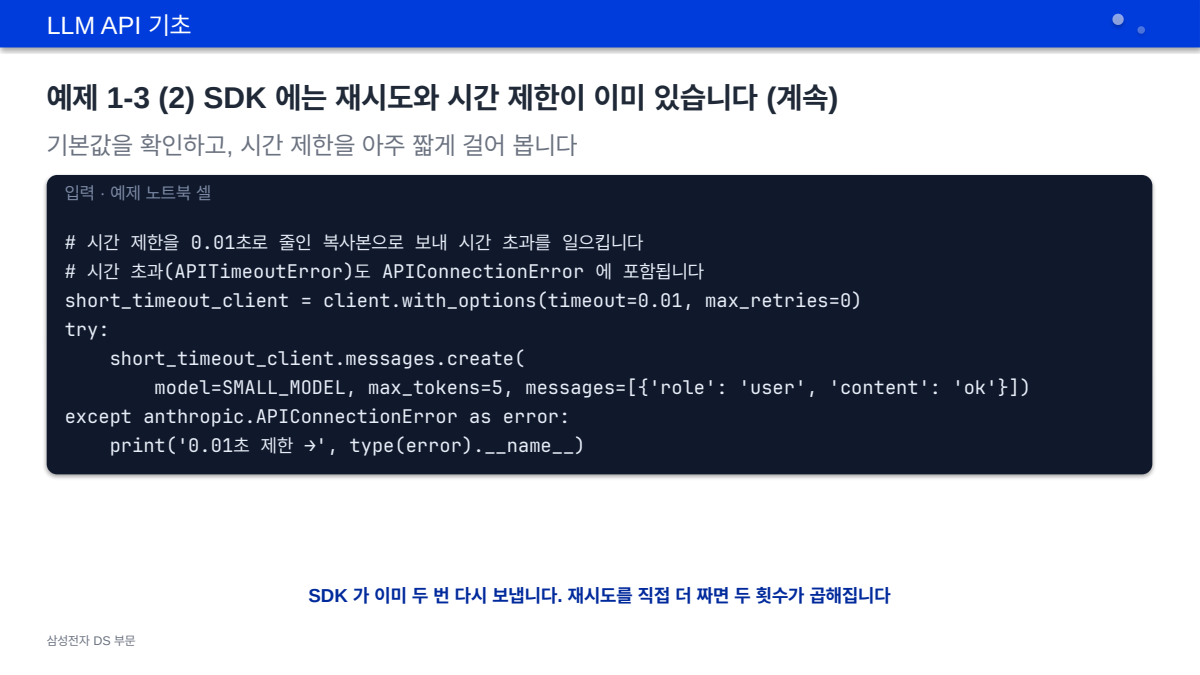 LLM API 기초
예제 1-3 (2) SDK 에는 재시도와 시간 제한이 이미 있습니다 (계속)
기본값을 확인하고, 시간 제한을 아주 짧게 걸어 봅니다
입력 · 예제 노트북 셀
# 시간 제한을 0.01초로 줄인 복사본으로 보내 시간 초과를 일으킵니다
# 시간 초과(APITimeoutError)도 APIConnectionError 에 포함됩니다
short_timeout_client = client.with_options(timeout=0.01, max_retries=0)
try:
    short_timeout_client.messages.create(
        model=SMALL_MODEL, max_tokens=5, messages=[{'role': 'user', 'content': 'ok'}])
except anthropic.APIConnectionError as error:
    print('0.01초 제한 →', type(error).__name__)
SDK 가 이미 두 번 다시 보냅니다. 재시도를 직접 더 짜면 두 횟수가 곱해집니다
삼성전자 DS 부문